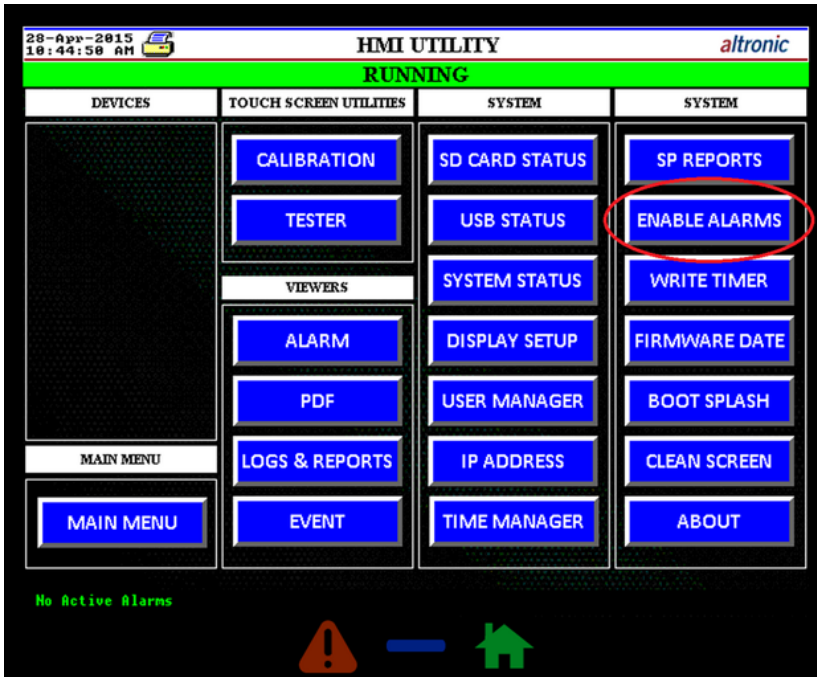 28-Apr-2015
10:44:50 AM
HMI UTILITY
altronic
RUNNING
DEVICES
MAIN MENU
MAIN MENU
TOUCH SCREEN UTILITIES
CALIBRATION
TESTER
VIEWERS
ALARM
PDF
LOGS & REPORTS
EVENT
SYSTEM
SD CARD STATUS
USB STATUS
SYSTEM STATUS
DISPLAY SETUP
USER MANAGER
IP ADDRESS
TIME MANAGER
SYSTEM
SP REPORTS
ENABLE ALARMS
WRITE TIMER
FIRMWARE DATE
BOOT SPLASH
CLEAN SCREEN
ABOUT
No Active Alarms